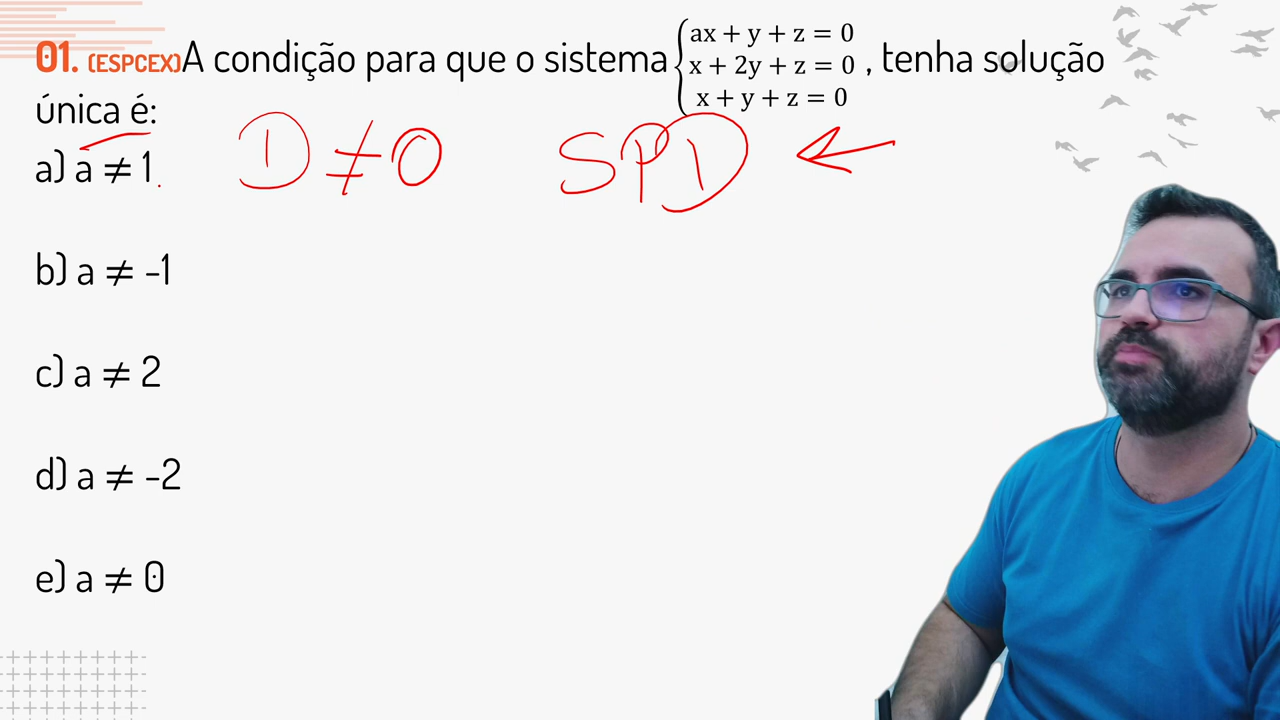 01. (ESPCEX)A condição para que o sistema {ax + y + z = 0
x + 2y + z = 0
x + y + z = 0 , tenha solução
única é:
D ≠ 0 SPD
a) a ≠ 1
b) a ≠ -1
c) a ≠ 2
d) a ≠ -2
e) a ≠ 0